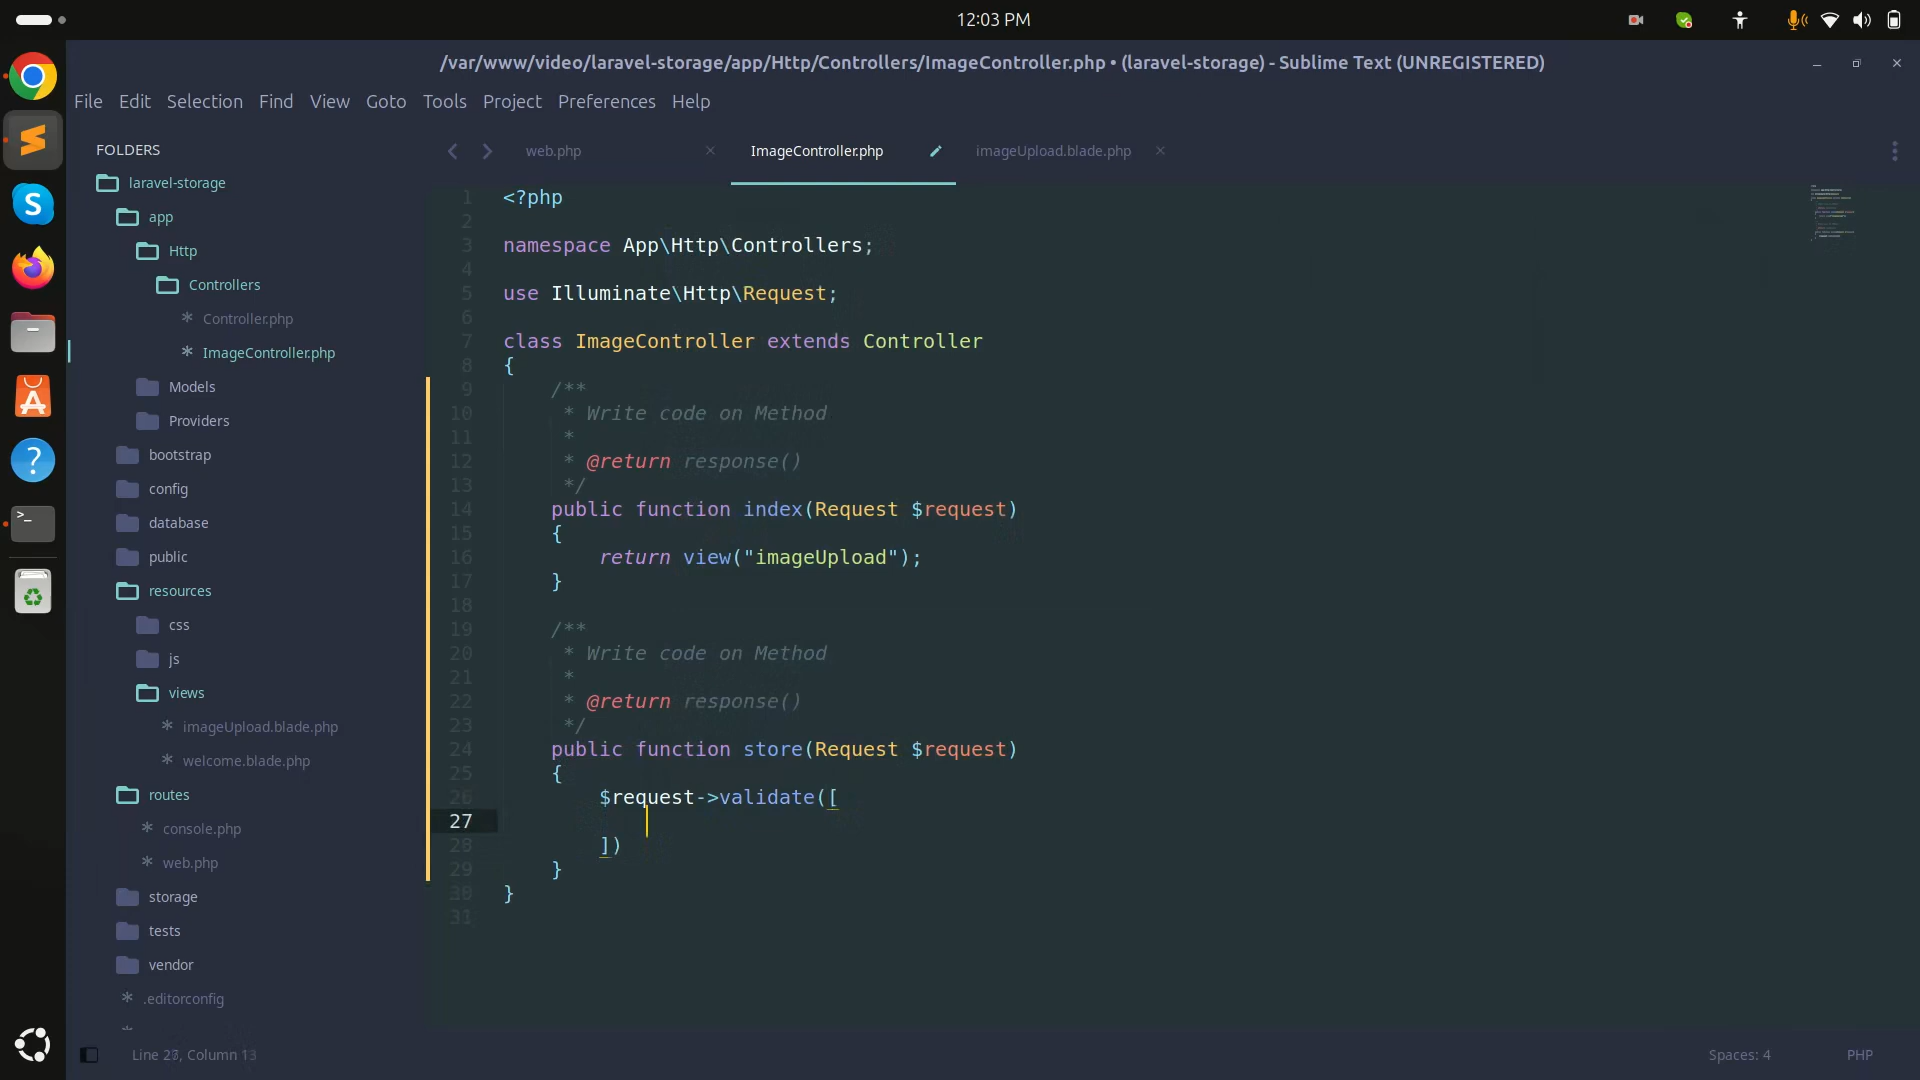 12:03 PM
/var/www/video/laravel-storage/app/Http/Controllers/ImageController.php • (laravel-storage) - Sublime Text (UNREGISTERED)
File Edit Selection Find View Goto Tools Project Preferences Help
FOLDERS
laravel-storage
app
Http
Controllers
Controller.php
ImageController.php
Models
Providers
bootstrap
config
database
public
resources
css
js
views
imageUpload.blade.php
welcome.blade.php
routes
console.php
web.php
storage
tests
vendor
.editorconfig
web.php ImageController.php imageUpload.blade.php
1 <?php
2
3 namespace App\Http\Controllers;
4
5 use Illuminate\Http\Request;
6
7 class ImageController extends Controller
8 {
9 /**
10 * Write code on Method
11 *
12 * @return response()
13 */
14 public function index(Request $request)
15 {
16 return view("imageUpload");
17 }
18
19 /**
20 * Write code on Method
21 *
22 * @return response()
23 */
24 public function store(Request $request)
25 {
26 $request->validate([
27
28 ])
29 }
30 }
31
Column 13
Spaces: 4 PHP